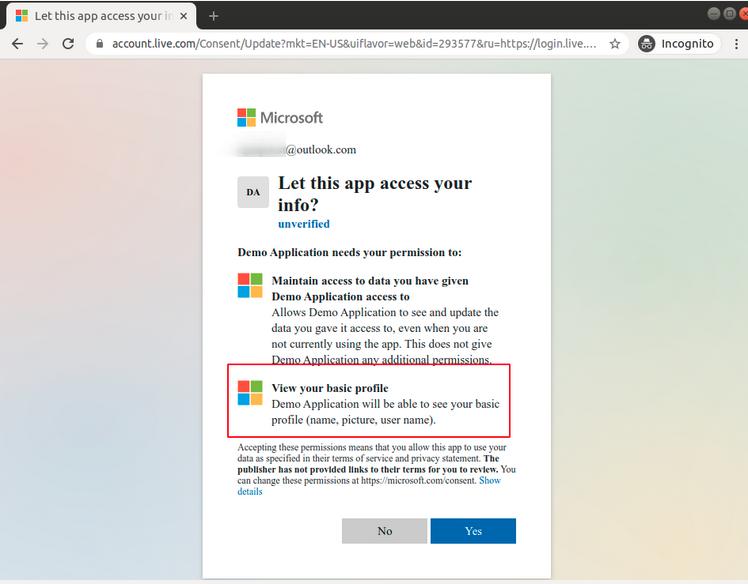 Let this app access your in
account.live.com/Consent/Update?mkt=EN-US&uiflavor=web&id=293577&ru=https://login.live....
Incognito
Microsoft
@outlook.com
DA
Let this app access your
info?
unverified
Demo Application needs your permission to:
Maintain access to data you have given
Demo Application access to
Allows Demo Application to see and update the
data you gave it access to, even when you are
not currently using the app. This does not give
Demo Application any additional permissions.
View your basic profile
Demo Application will be able to see your basic
profile (name, picture, user name).
Accepting these permissions means that you allow this app to use your
data as specified in their terms of service and privacy statement. The
publisher has not provided links to their terms for you to review. You
can change these permissions at https://microsoft.com/consent. Show
details
No
Yes